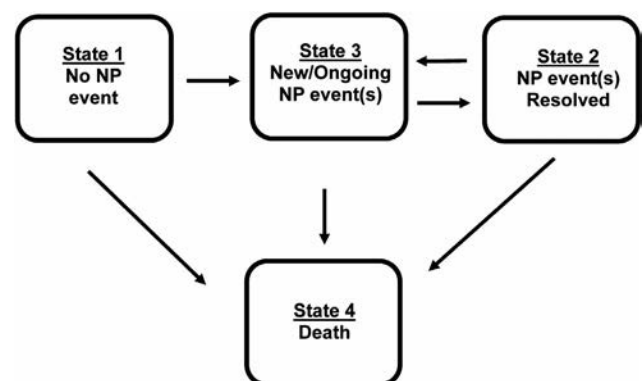 State 1
No NP
event
State 3
New/Ongoing
NP event(s)
State 2
NP event(s)
Resolved
State 4
Death